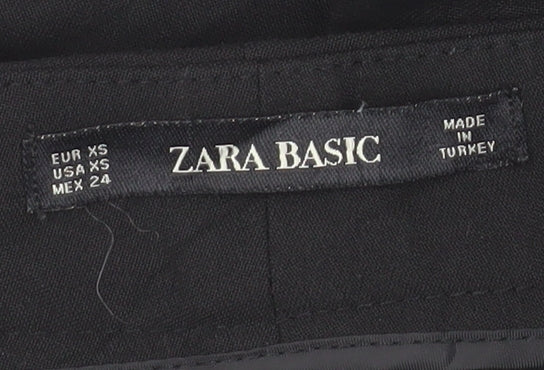 EUR XS
USA XS
MEX 24
ZARA BASIC
MADE
IN
TURKEY